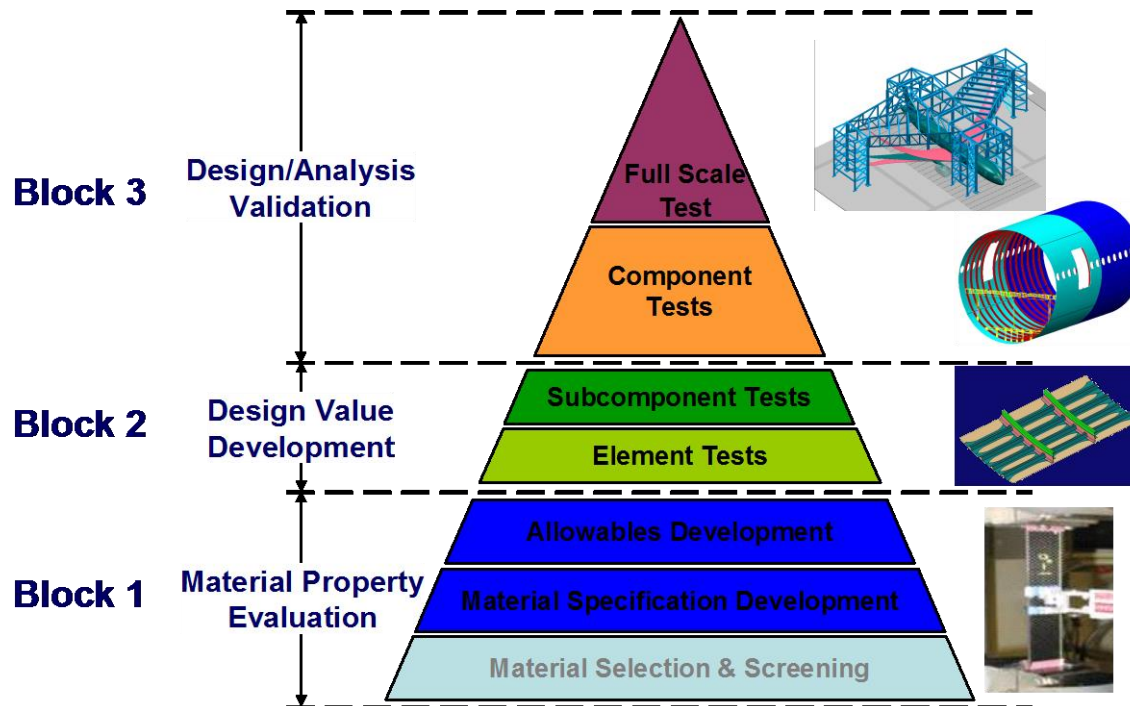 Block 3
Design/Analysis
Validation
Full Scale
Test
Component
Tests
Block 2
Design Value
Development
Subcomponent Tests
Element Tests
Block 1
Material Property
Evaluation
Allowables Development
Material Specification Development
Material Selection & Screening